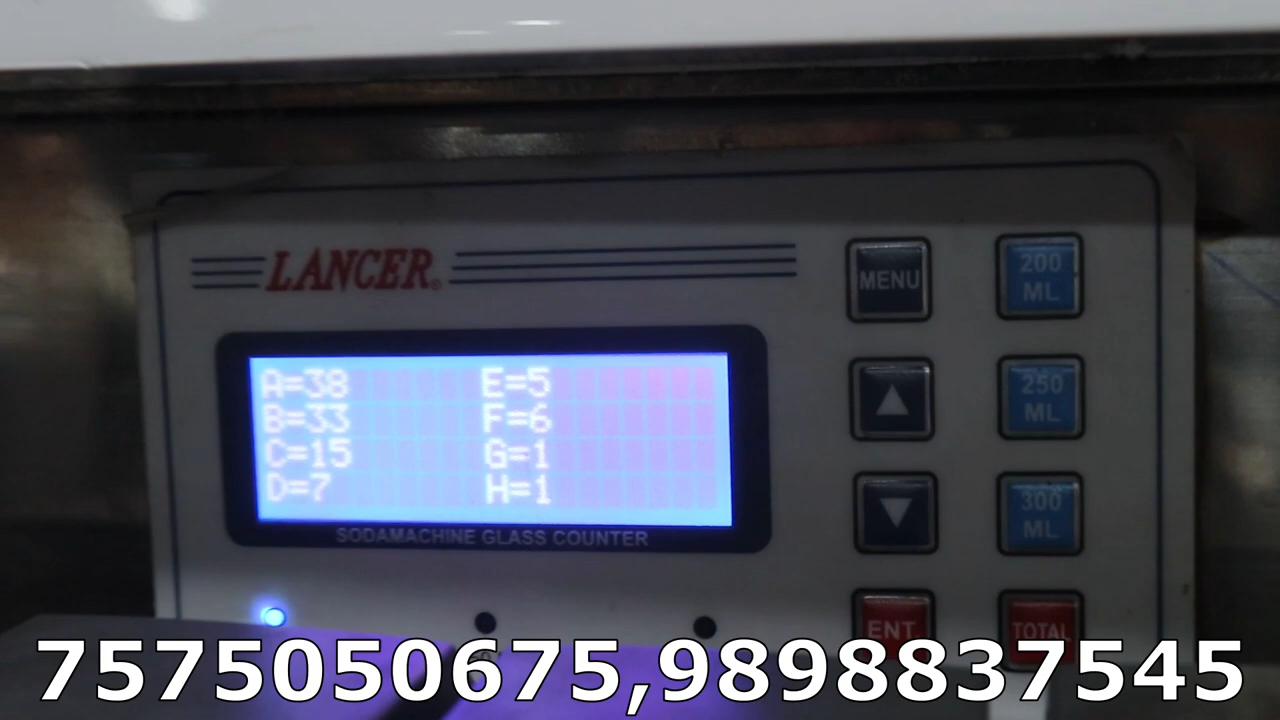 LANCER®
MENU
200 ML
A=38 E=5
B=33 F=6
C=15 G=1
D=7 H=1
250 ML
300 ML
SODAMACHINE GLASS COUNTER
ENT
TOTAL
7575050675,9898837545